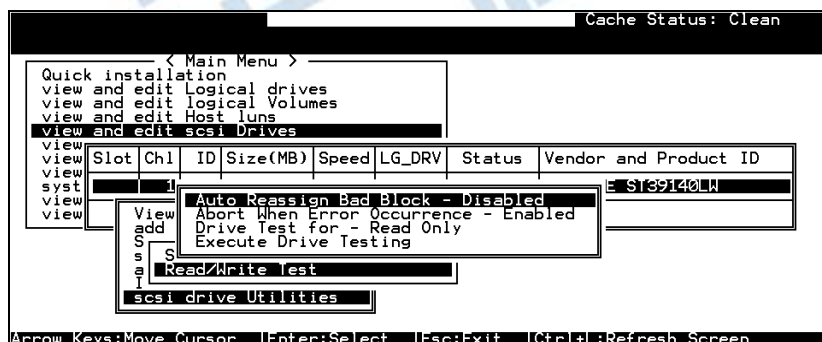 Cache Status: Clean
< Main Menu >
Quick installation
view and edit Logical drives
view and edit logical Volumes
view and edit Host luns
view and edit scsi Drives
view
view
syst
view
view
Slot Chl ID Size(MB) Speed LG_DRV Status Vendor and Product ID
1 E ST39140LW
Auto Reassign Bad Block - Disabled
Abort When Error Occurrence - Enabled
Drive Test for - Read Only
Execute Drive Testing
View
add
S
s S
a Read/Write Test
I
scsi drive Utilities
Arrow Keys:Move Cursor |Enter:Select |Esc:Exit |Ctrl+L:Refresh Screen